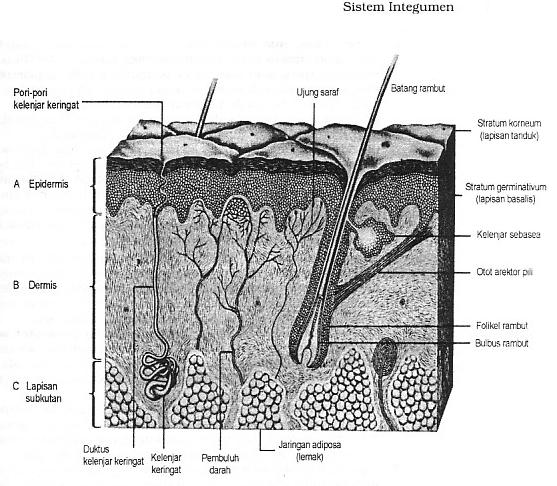 Sistem Integumen
Pori-pori
kelenjar keringat
Ujung saraf
Batang rambut
Stratum korneum
(lapisan tanduk)
A Epidermis
Stratum germinativum
(lapisan basalis)
Kelenjar sebasea
Otot arektor pili
B Dermis
Folikel rambut
Bulbus rambut
C Lapisan
subkutan
Duktus
kelenjar keringat
Kelenjar
keringat
Pembuluh
darah
Jaringan adiposa
(lemak)